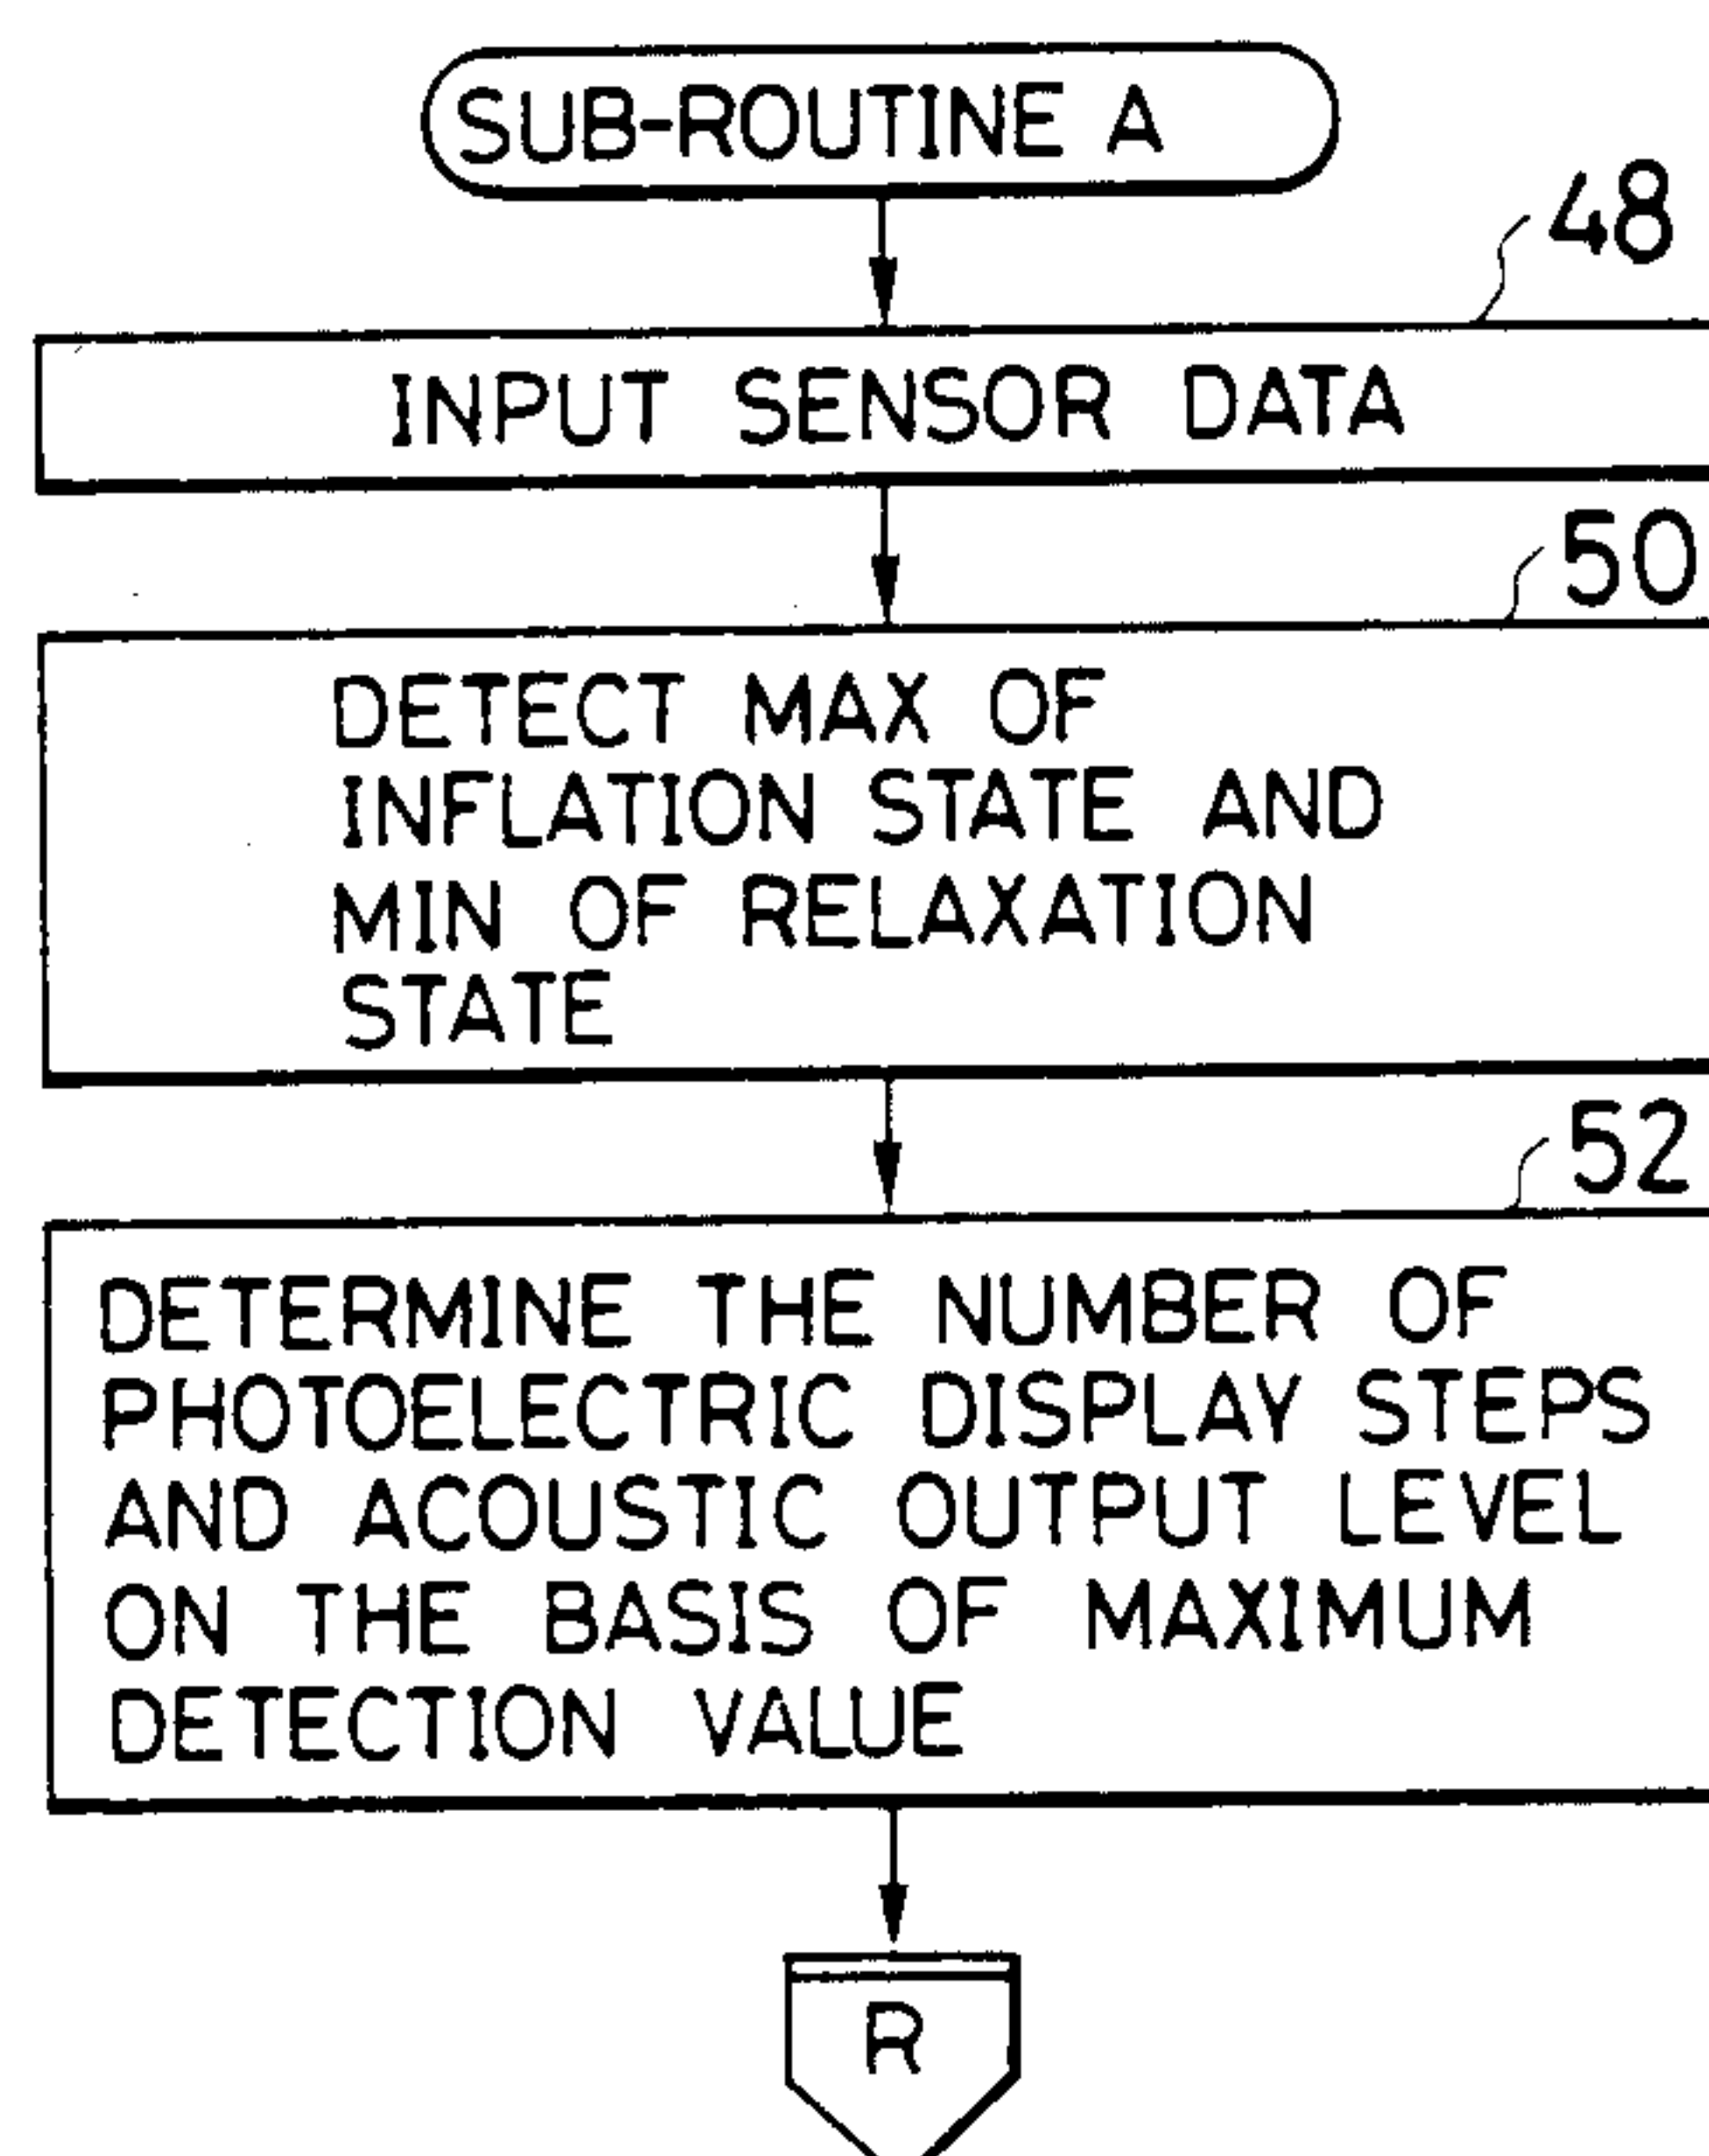 SUB-ROUTINE A
48
INPUT SENSOR DATA
50
DETECT MAX OF
INFLATION STATE AND
MIN OF RELAXATION
STATE
52
DETERMINE THE NUMBER OF
PHOTOELECTRIC DISPLAY STEPS
AND ACOUSTIC OUTPUT LEVEL
ON THE BASIS OF MAXIMUM
DETECTION VALUE
R